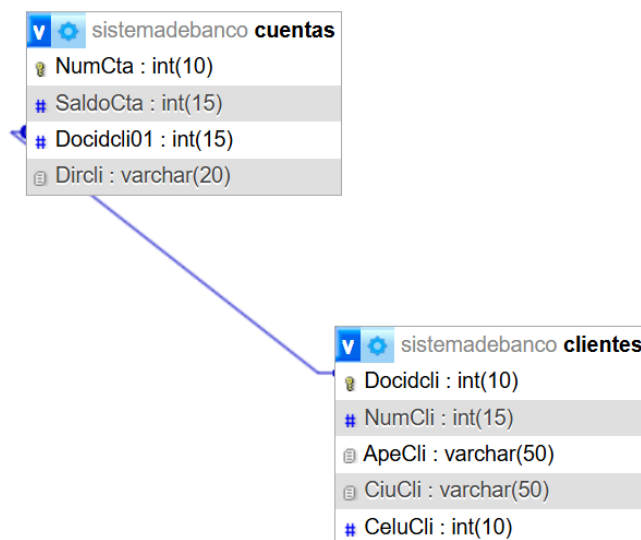 v sistemadebanco cuentas
NumCta : int(10)
# SaldoCta : int(15)
# Docidcli01 : int(15)
Dircli : varchar(20)
v sistemadebanco clientes
Docidcli : int(10)
# NumCli : int(15)
ApeCli : varchar(50)
CiuCli : varchar(50)
# CeluCli : int(10)